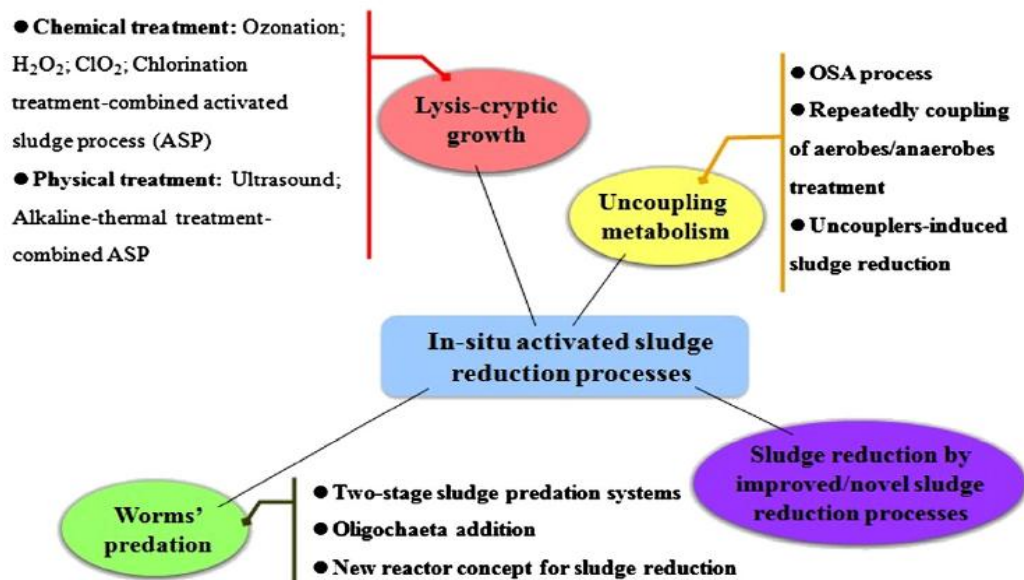 ● Chemical treatment: Ozonation;
H₂O₂; ClO₂; Chlorination
treatment-combined activated
sludge process (ASP)
● Physical treatment: Ultrasound;
Alkaline-thermal treatment-
combined ASP
Lysis-cryptic
growth
● OSA process
● Repeatedly coupling
of aerobes/anaerobes
treatment
● Uncouplers-induced
sludge reduction
Uncoupling
metabolism
In-situ activated sludge
reduction processes
Sludge reduction by
improved/novel sludge
reduction processes
Worms’
predation
● Two-stage sludge predation systems
● Oligochaeta addition
● New reactor concept for sludge reduction